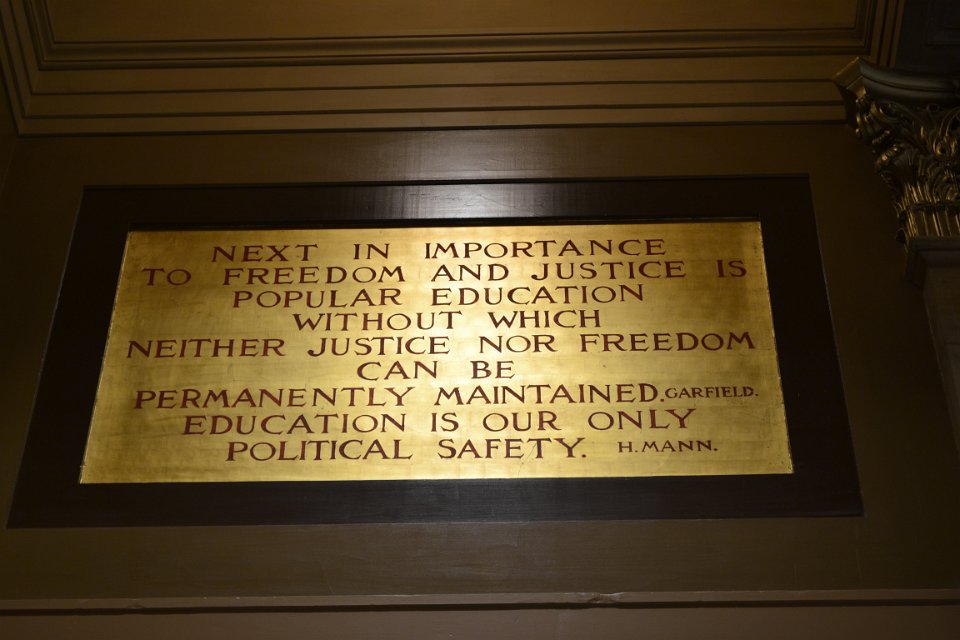 NEXT IN IMPORTANCE
TO FREEDOM AND JUSTICE IS
POPULAR EDUCATION
WITHOUT WHICH
NEITHER JUSTICE NOR FREEDOM
CAN BE
PERMANENTLY MAINTAINED. GARFIELD.
EDUCATION IS OUR ONLY
POLITICAL SAFETY. H. MANN.